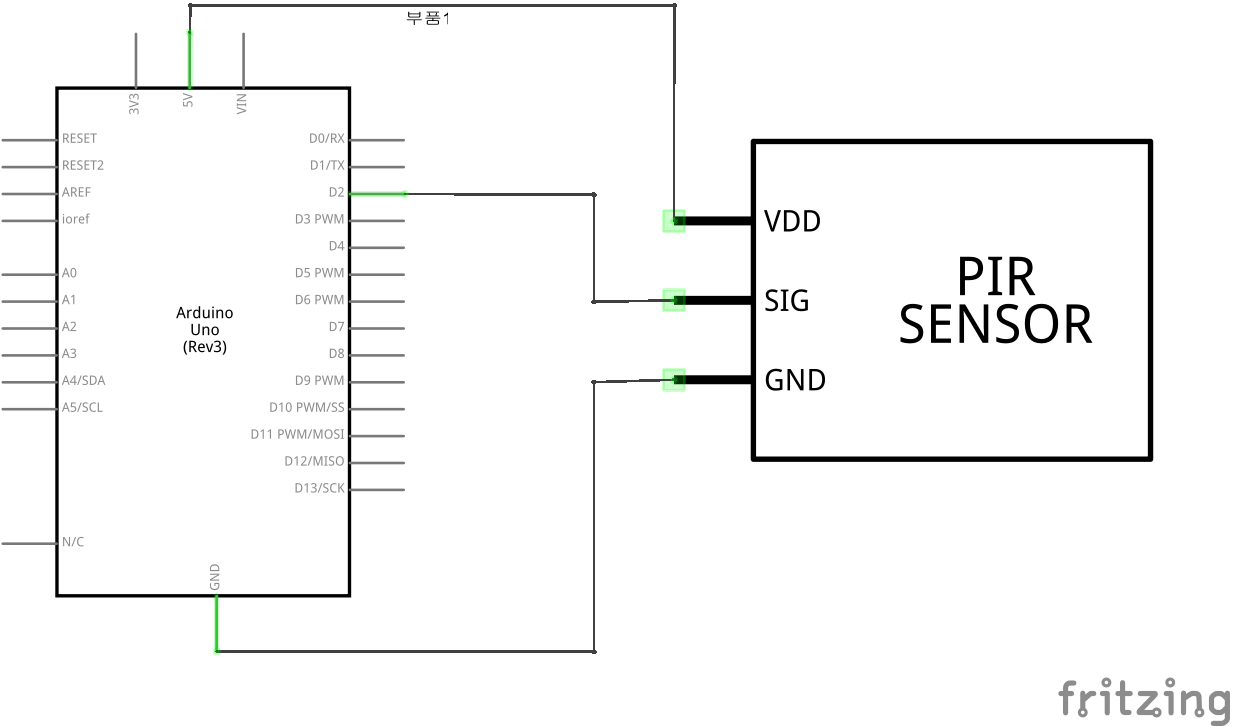 부품1
3V3
5V
VIN
RESET
RESET2
AREF
ioref
A0
A1
A2
A3
A4/SDA
A5/SCL
N/C
D0/RX
D1/TX
D2
D3 PWM
D4
D5 PWM
D6 PWM
D7
D8
D9 PWM
D10 PWM/SS
D11 PWM/MOSI
D12/MISO
D13/SCK
Arduino
Uno
(Rev3)
GND
VDD
SIG
GND
PIR
SENSOR
fritzing